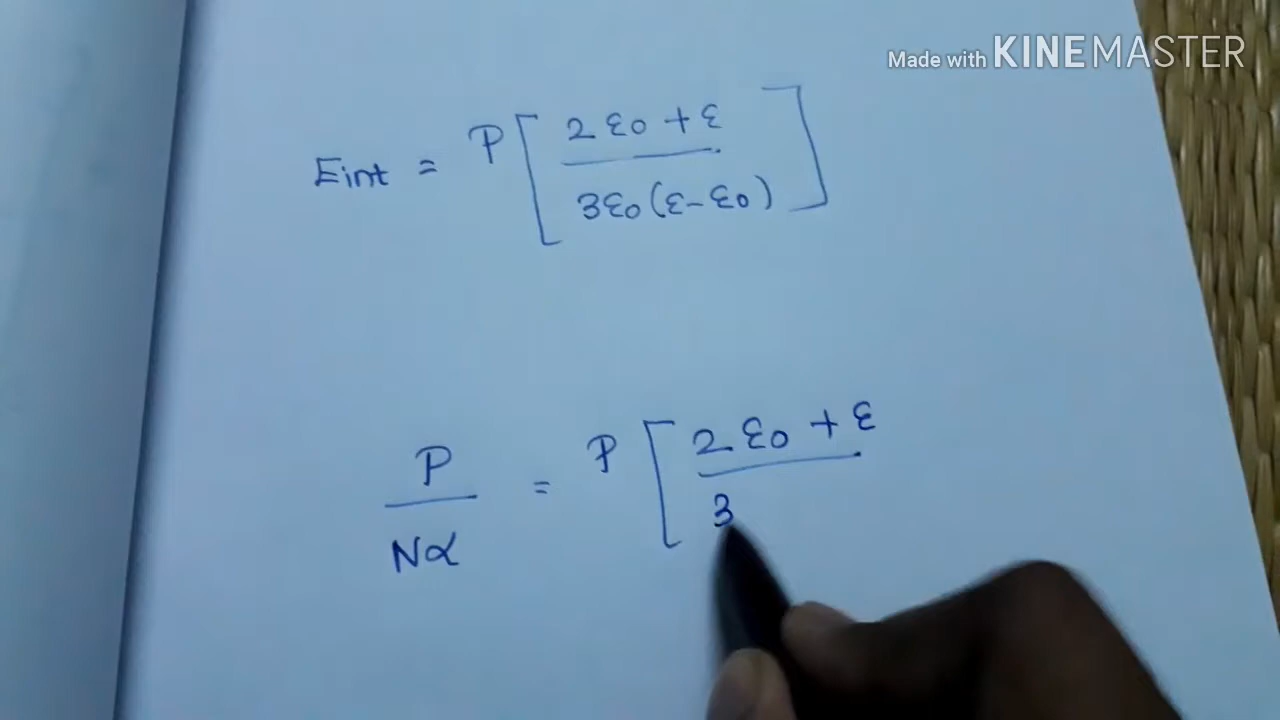 Made with KINEMASTER
Eint = P [ 2ε0 + ε
3ε0 (ε - ε0) ]
P
Nα = P [ 2ε0 + ε
3